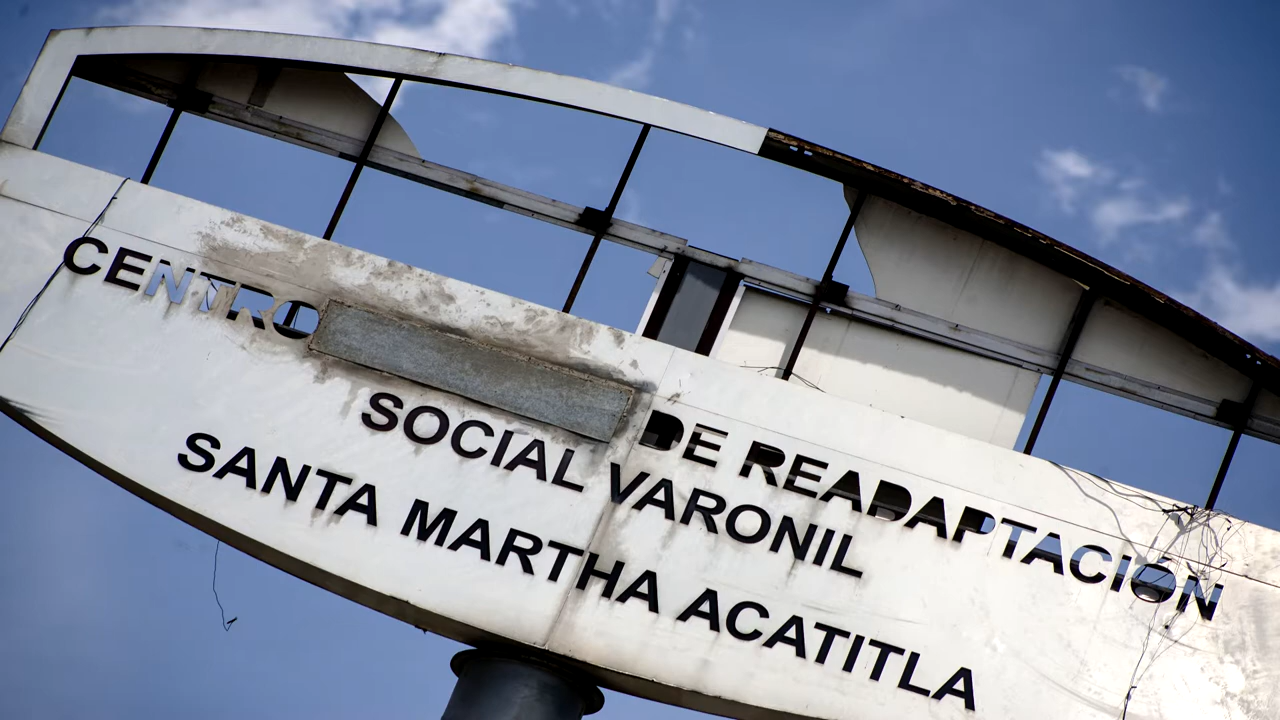 CENTRO DE READAPTACIÓN
SOCIAL VARONIL
SANTA MARTHA ACATITLA